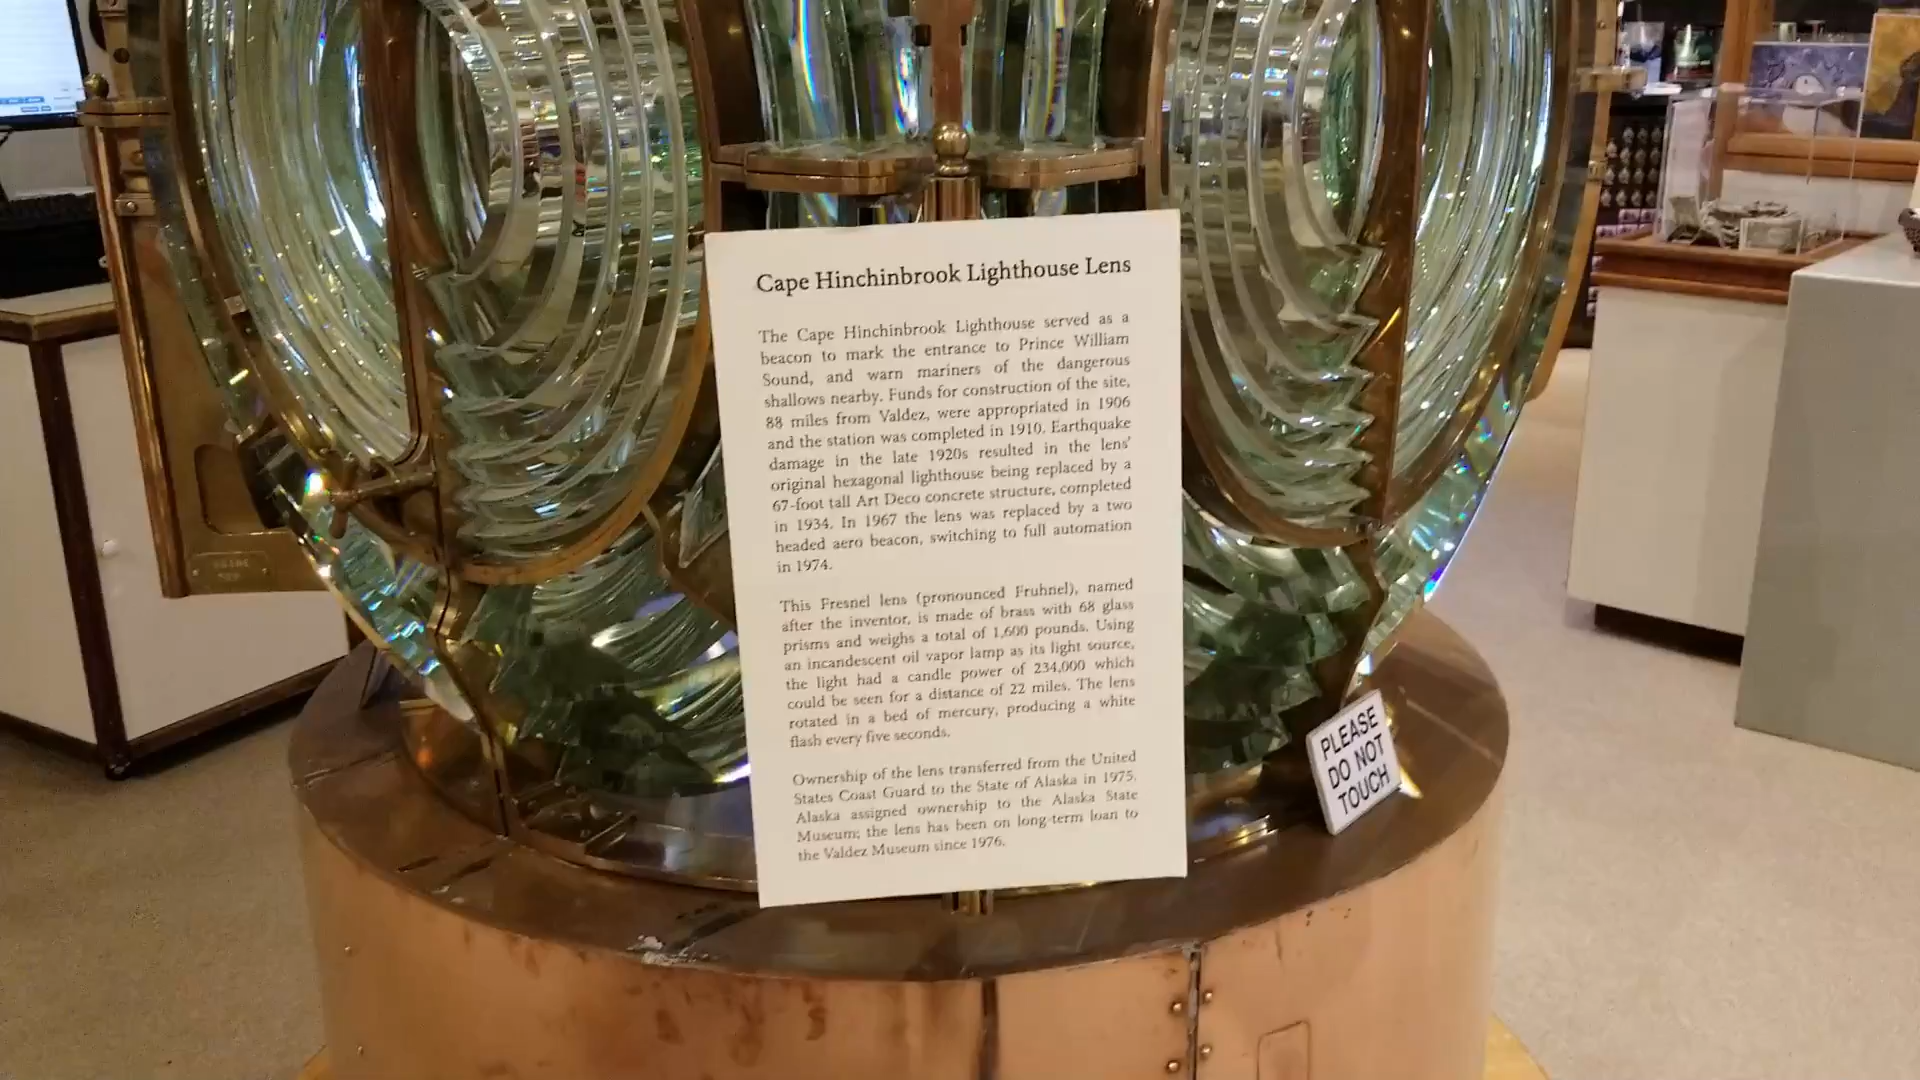 Cape Hinchinbrook Lighthouse Lens
The Cape Hinchinbrook Lighthouse served as a
beacon to mark the entrance to Prince William
Sound, and warn mariners of the dangerous
shallows nearby. Funds for construction of the site,
88 miles from Valdez, were appropriated in 1906
and the station was completed in 1910. Earthquake
damage in the late 1920s resulted in the lens'
original hexagonal lighthouse being replaced by a
67-foot tall Art Deco concrete structure, completed
in 1934. In 1967 the lens was replaced by a two
headed aero beacon, switching to full automation
in 1974.
This Fresnel lens (pronounced Fruhnel), named
after the inventor, is made of brass with 68 glass
prisms and weighs a total of 1,600 pounds. Using
an incandescent oil vapor lamp as its light source,
the light had a candle power of 234,000 which
could be seen for a distance of 22 miles. The lens
rotated in a bed of mercury, producing a white
flash every five seconds.
Ownership of the lens transferred from the United
States Coast Guard to the State of Alaska in 1975.
Alaska assigned ownership to the Alaska State
Museum; the lens has been on long-term loan to
the Valdez Museum since 1976.
PLEASE
DO NOT
TOUCH